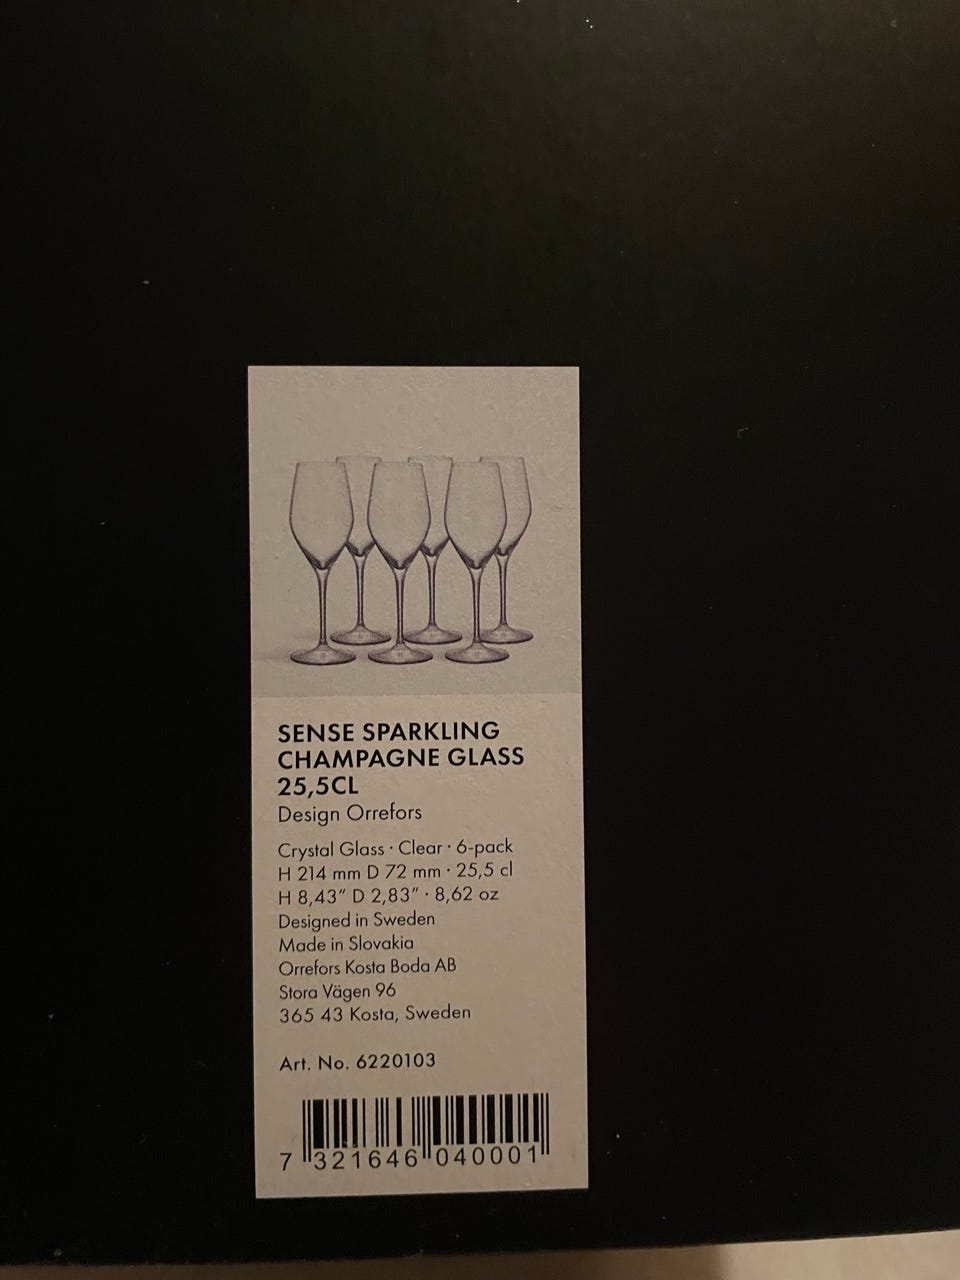 SENSE SPARKLING
CHAMPAGNE GLASS
25,5CL
Design Orrefors
Crystal Glass · Clear · 6-pack
H 214 mm D 72 mm · 25,5 cl
H 8,43” D 2,83” · 8,62 oz
Designed in Sweden
Made in Slovakia
Orrefors Kosta Boda AB
Stora Vägen 96
365 43 Kosta, Sweden
Art. No. 6220103
7 321646 040001